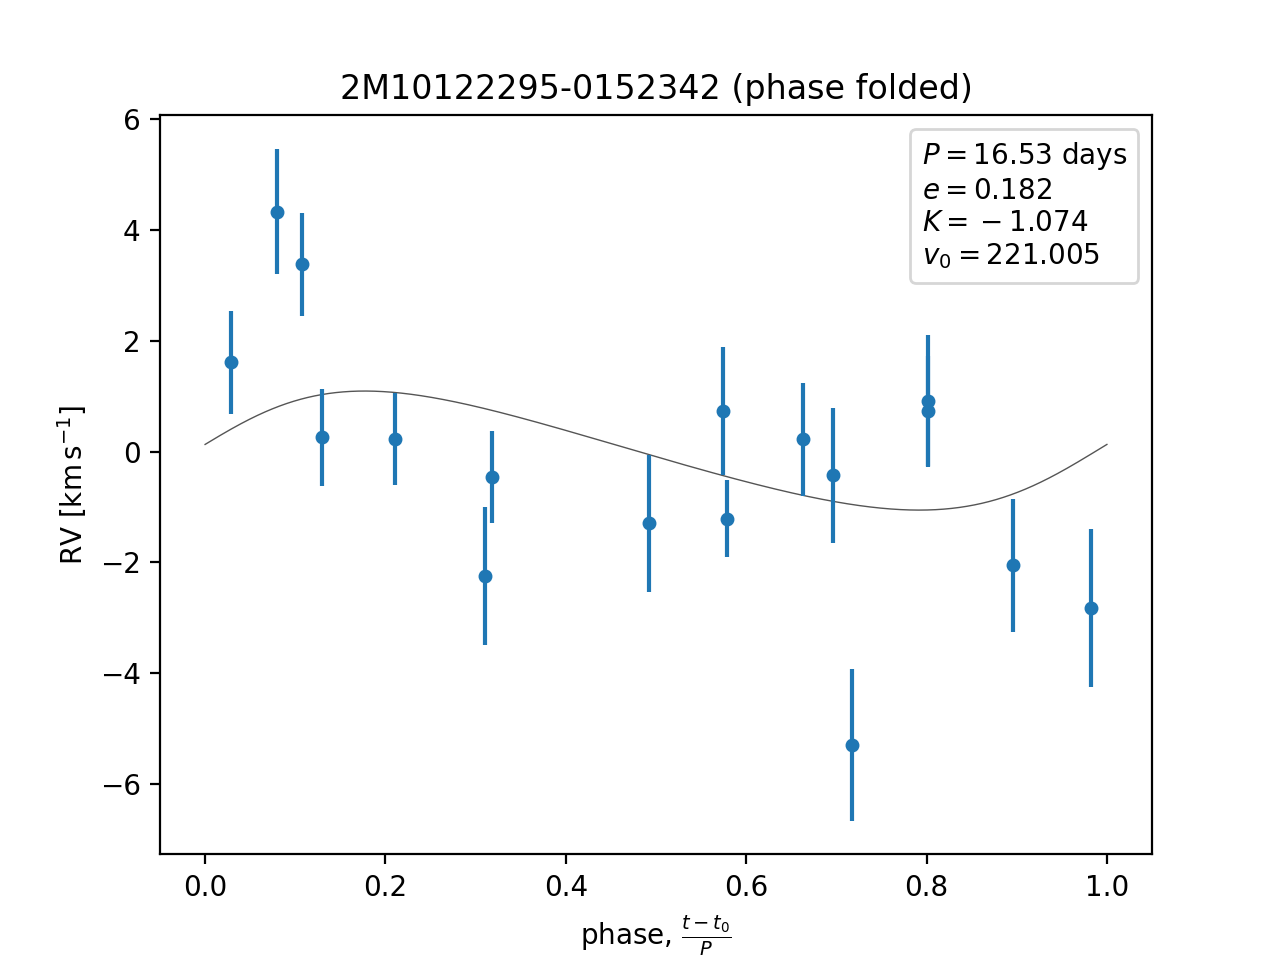 2M10122295-0152342 (phase folded)
P = 16.53 days
e = 0.182
K = −1.074
v₀ = 221.005
6
4
2
0
−2
−4
−6
RV [km s⁻¹]
0.0 0.2 0.4 0.6 0.8 1.0
phase, (t − t₀)/P